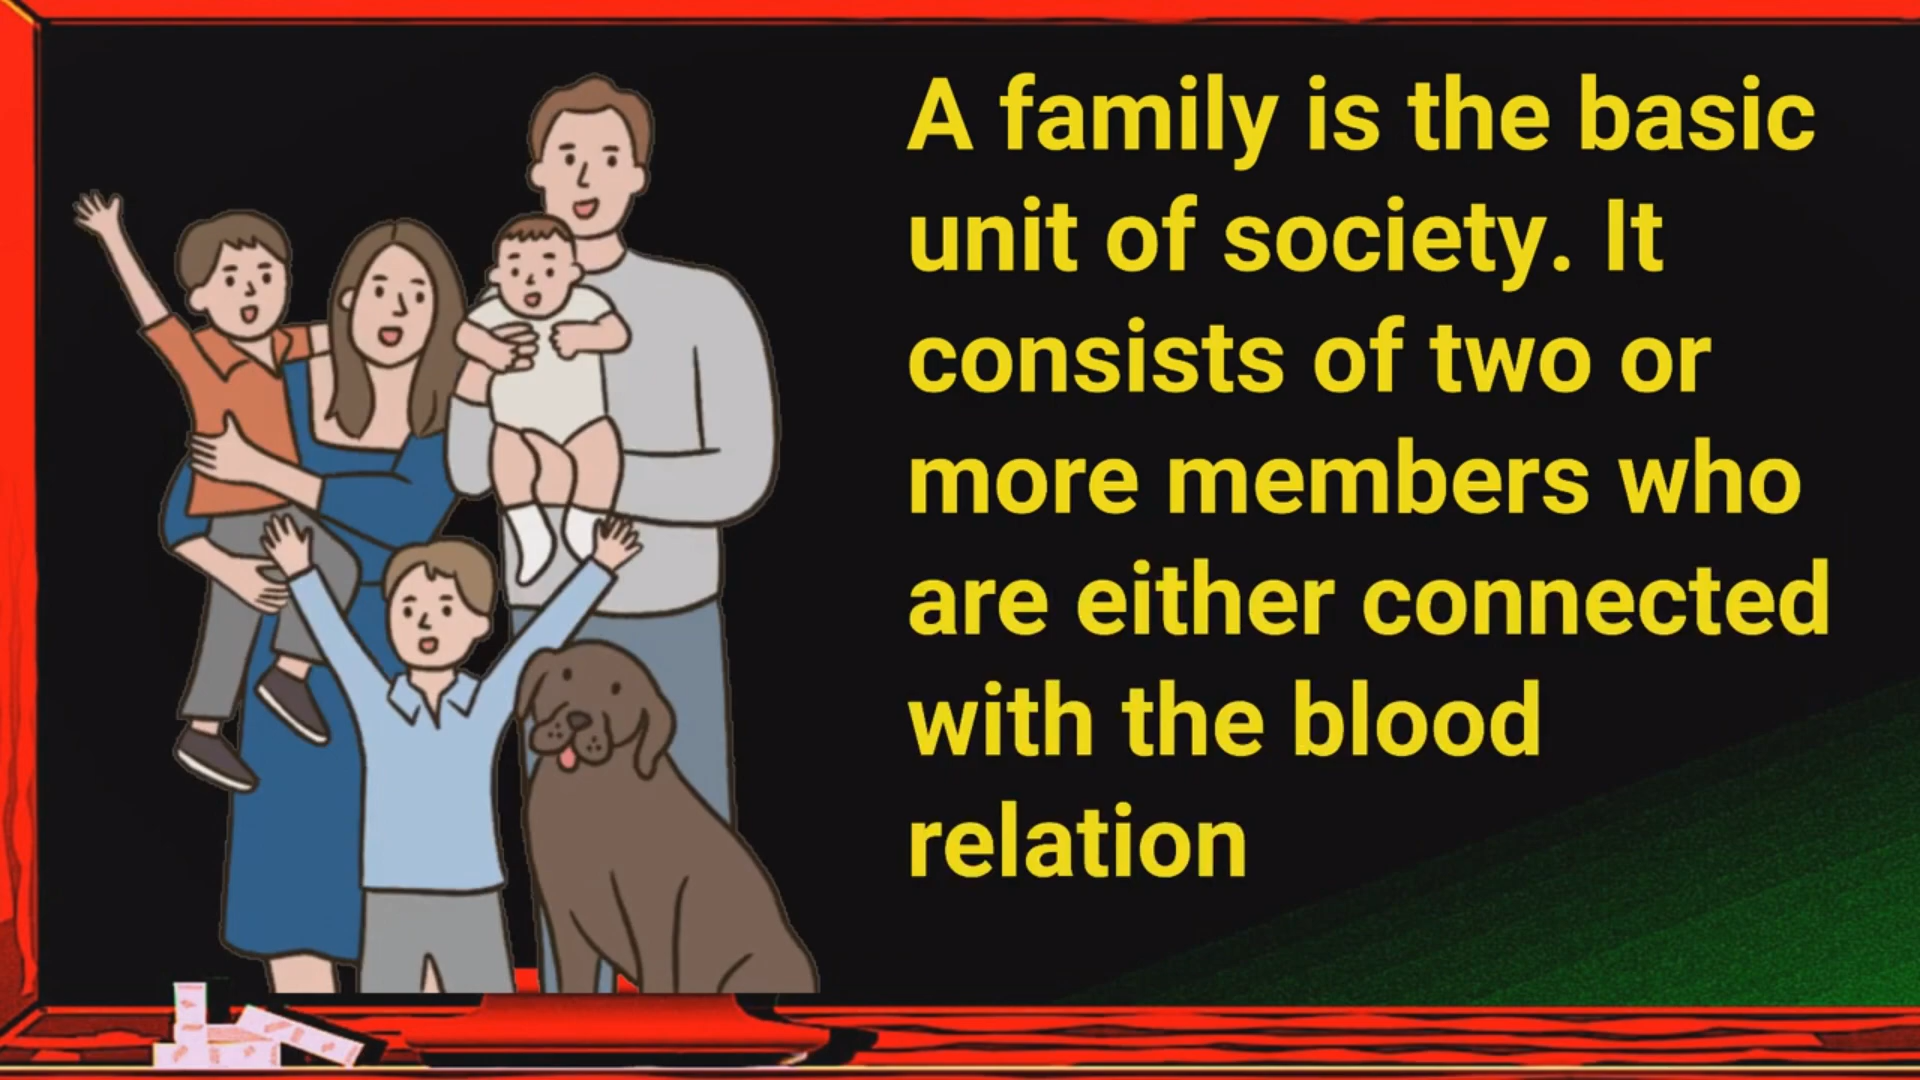 A family is the basic
unit of society. It
consists of two or
more members who
are either connected
with the blood
relation